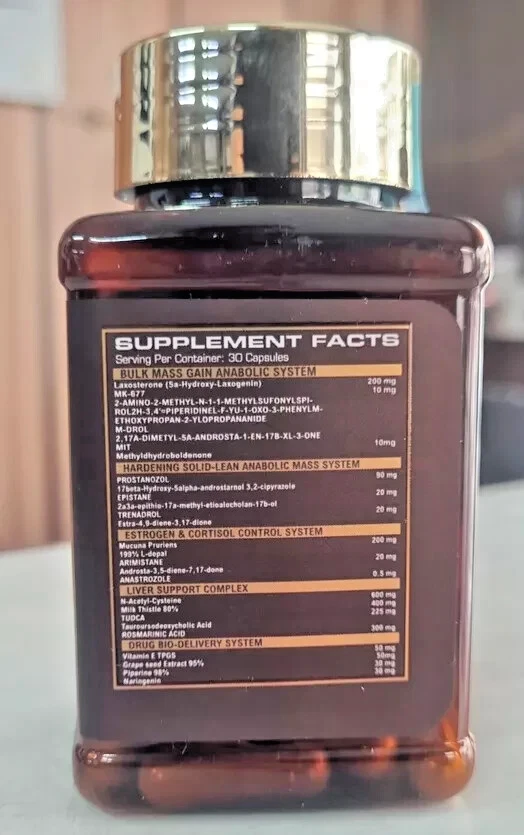 SUPPLEMENT FACTS
Serving Per Container: 30 Capsules
BULK MASS GAIN ANABOLIC SYSTEM
Laxosterone (5a-Hydroxy-Laxogenin) 200 mg
MK-677 10 mg
2-AMINO-2-METHYL-N-1-1-METHYLSUFONYLSPI-
ROL2H-3,4'=PIPERIDINEL-F-YU-1-OXO-3-PHENYLM-
ETHOXYPROPAN-2-YLOPROPANANIDE
M-DROL
2,17A-DIMETYL-5A-ANDROSTA-1-EN-17B-XL-3-ONE
MIT 10mg
Methyldhydroboldenone
HARDENING SOLID-LEAN ANABOLIC MASS SYSTEM
PROSTANOZOL 90 mg
17beta-Hydroxy-5alpha-androstarnol 3,2-cipyrazole
EPISTANE 20 mg
2a3a-epithio-17a-methyl-etioalocholan-17b-ol
TRENADROL 20 mg
Estra-4,9-diene-3,17-dione
ESTROGEN & CORTISOL CONTROL SYSTEM
Mucuna Pruriens 200 mg
199% L-dopal
ARIMISTANE 20 mg
Androsta-3,5-diene-7,17-dione
ANASTROZOLE 0.5 mg
LIVER SUPPORT COMPLEX
N-Acetyl-Cysteine 600 mg
Milk Thistle 80% 400 mg
TUDCA 225 mg
Tauroursodeoxycholic Acid
ROSMARINIC ACID 300 mg
DRUG BIO-DELIVERY SYSTEM
Vitamin E TPGS 50 mg
Grape seed Extract 95% 50mg
Piperine 98% 30 mg
Naringenin 30 mg